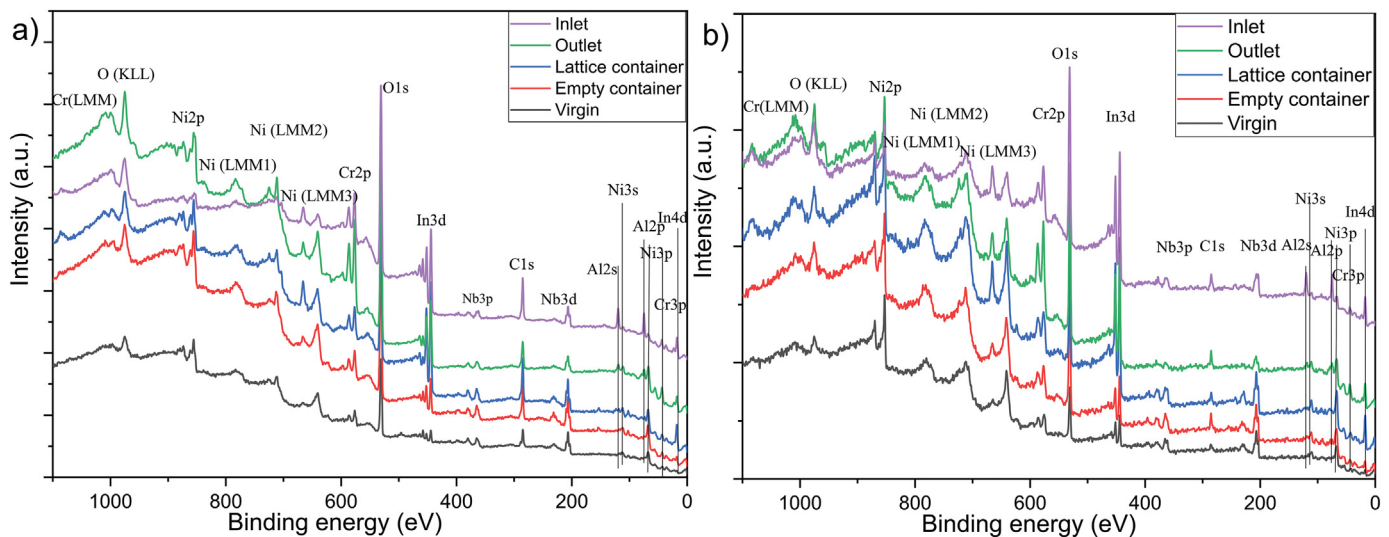 a)
Inlet
Outlet
Lattice container
Empty container
Virgin
O (KLL)
Cr(LMM)
Ni2p
Ni (LMM2)
Ni (LMM1)
Ni (LMM3)
Cr2p
O1s
In3d
C1s
Nb3p
Nb3d
Ni3s
In4d
Al2p
Ni3p
Al2s
Cr3p
Intensity (a.u.)
1000 800 600 400 200 0
Binding energy (eV)
b)
Inlet
Outlet
Lattice container
Empty container
Virgin
O1s
O (KLL)
Ni2p
Cr(LMM)
Ni (LMM2)
Cr2p
In3d
Ni (LMM1)
Ni (LMM3)
Ni3s
In4d
Nb3p C1s Nb3d Al2s
Al2p
Ni3p
Cr3p
Intensity (a.u.)
1000 800 600 400 200 0
Binding energy (eV)